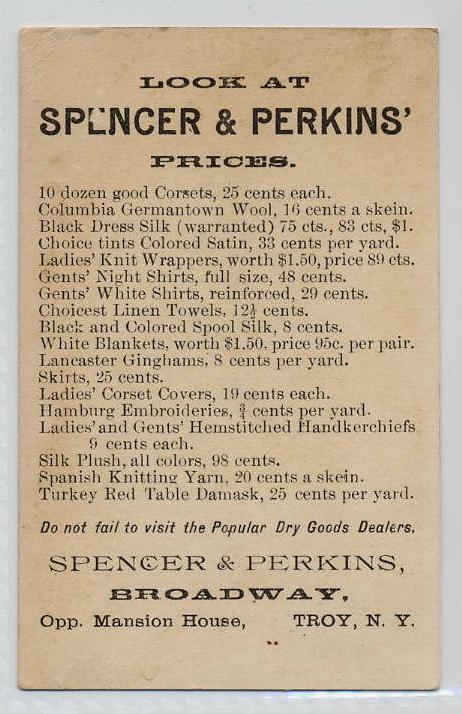 LOOK AT
SPENCER & PERKINS'
PRICES.
10 dozen good Corsets, 25 cents each.
Columbia Germantown Wool, 16 cents a skein.
Black Dress Silk (warranted) 75 cts., 83 cts, $1.
Choice tints Colored Satin, 33 cents per yard.
Ladies' Knit Wrappers, worth $1.50, price 89 cts.
Gents' Night Shirts, full size, 48 cents.
Gents' White Shirts, reinforced, 29 cents.
Choicest Linen Towels, 12½ cents.
Black and Colored Spool Silk, 8 cents.
White Blankets, worth $1.50, price 95c. per pair.
Lancaster Ginghams, 8 cents per yard.
Skirts, 25 cents.
Ladies' Corset Covers, 19 cents each.
Hamburg Embroideries, ¾ cents per yard.
Ladies' and Gents' Hemstitched Handkerchiefs
9 cents each.
Silk Plush, all colors, 98 cents.
Spanish Knitting Yarn, 20 cents a skein.
Turkey Red Table Damask, 25 cents per yard.
Do not fail to visit the Popular Dry Goods Dealers,
SPENCER & PERKINS,
BROADWAY,
Opp. Mansion House, TROY, N. Y.